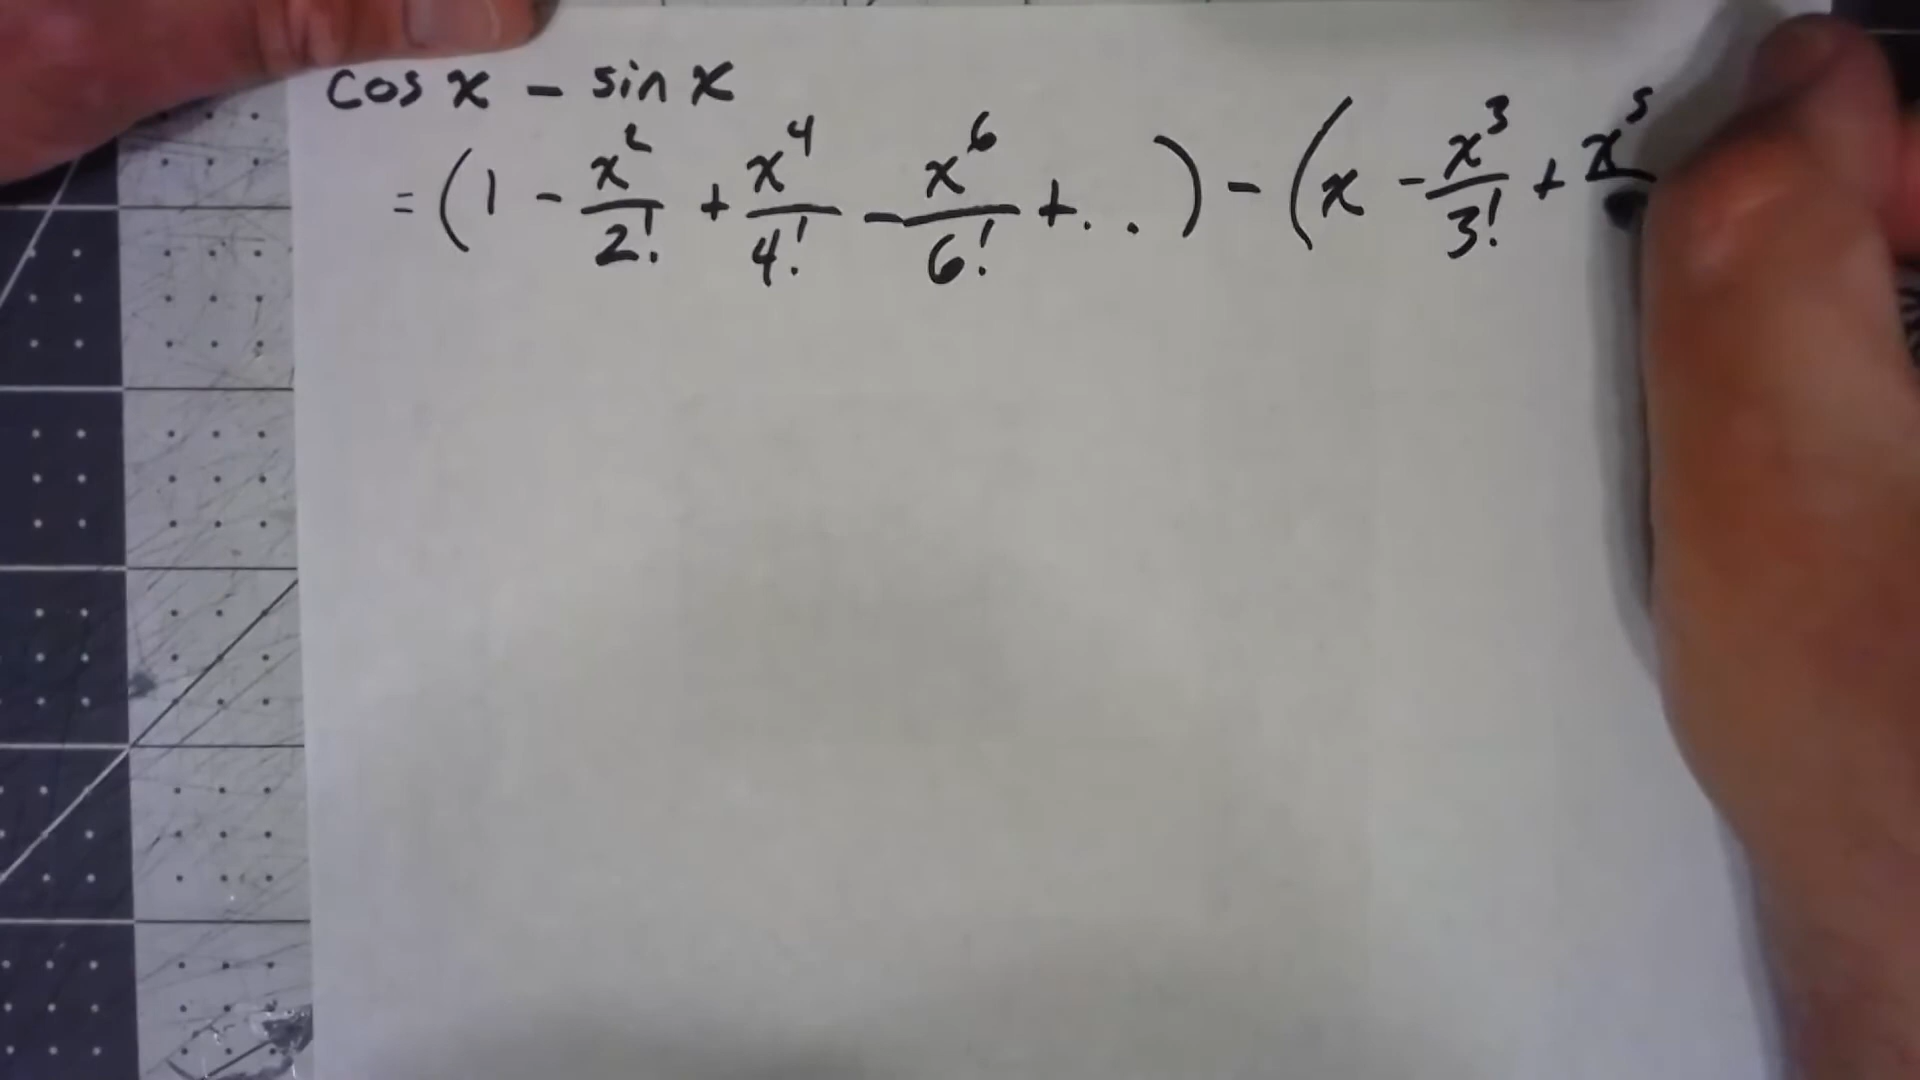 cos x - sin x
= (1 - x²/2! + x⁴/4! - x⁶/6! + . . ) - (x - x³/3! + x⁵/